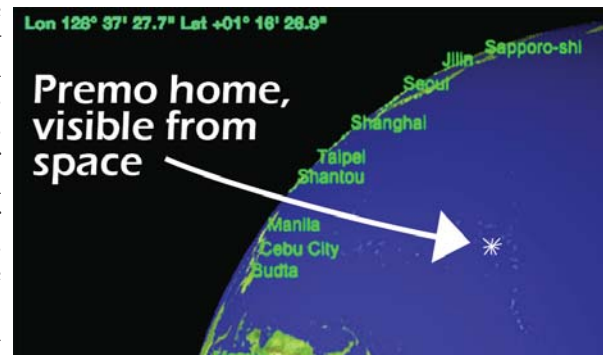 Lon 126° 37' 27.7" Lat +01° 16' 26.9"
Premo home,
visible from
space
Sapporo-shi
Jilin
Seoul
Shanghai
Taipei
Shantou
Manila
Cebu City
Budta